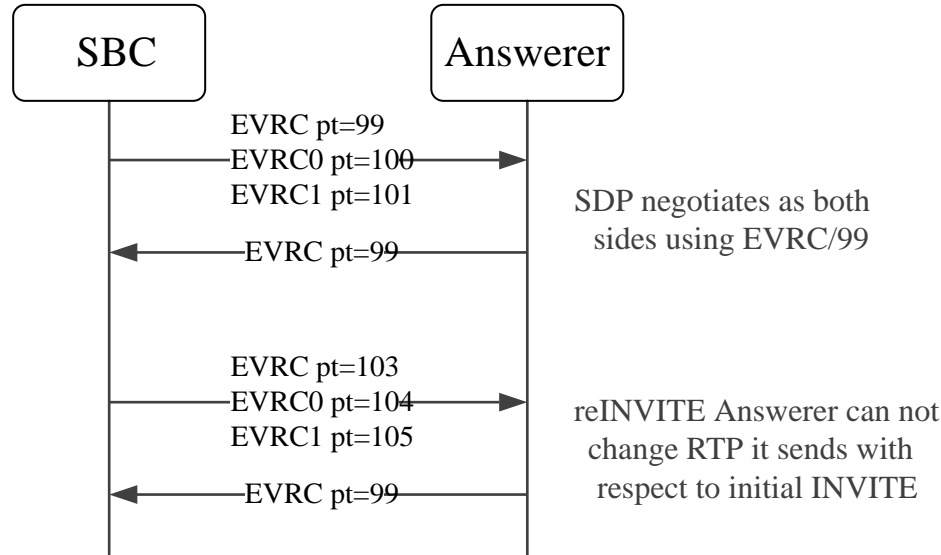 SBC
Answerer
EVRC pt=99
EVRC0 pt=100
EVRC1 pt=101
SDP negotiates as both
sides using EVRC/99
EVRC pt=99
EVRC pt=103
EVRC0 pt=104
EVRC1 pt=105
reINVITE Answerer can not
change RTP it sends with
respect to initial INVITE
EVRC pt=99